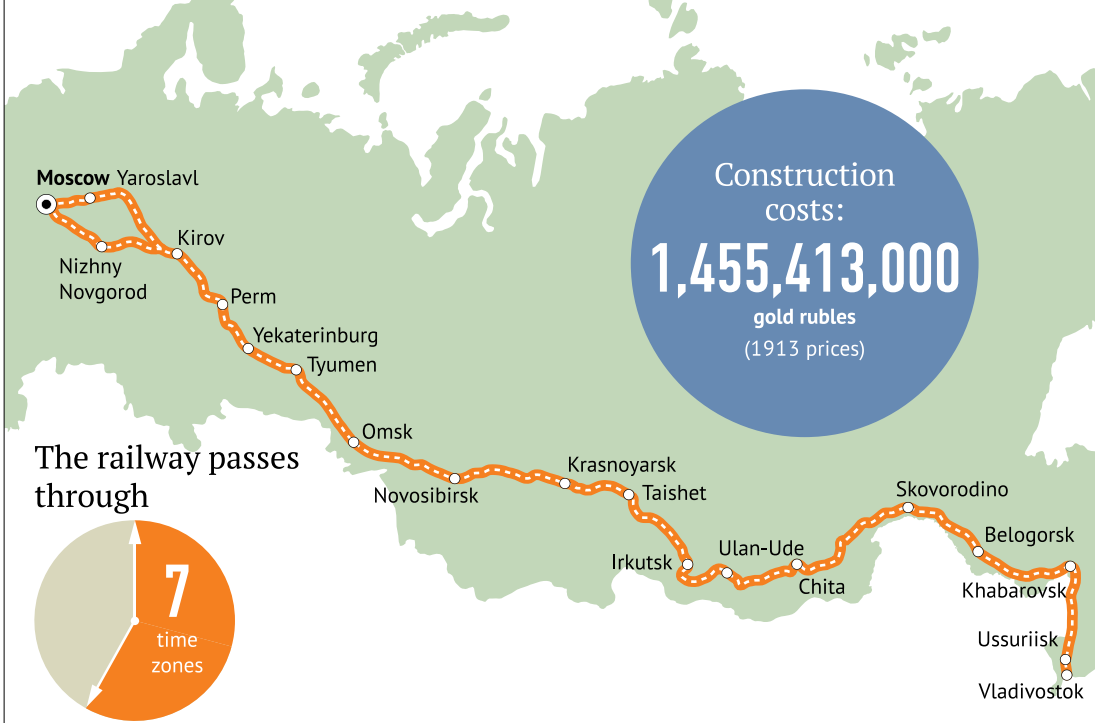 Moscow
Yaroslavl
Kirov
Nizhny
Novgorod
Perm
Yekaterinburg
Tyumen
Omsk
Novosibirsk
Krasnoyarsk
Taishet
Irkutsk
Ulan-Ude
Chita
Skovorodino
Belogorsk
Khabarovsk
Ussuriisk
Vladivostok
Construction
costs:
1,455,413,000
gold rubles
(1913 prices)
The railway passes
through
7
time
zones